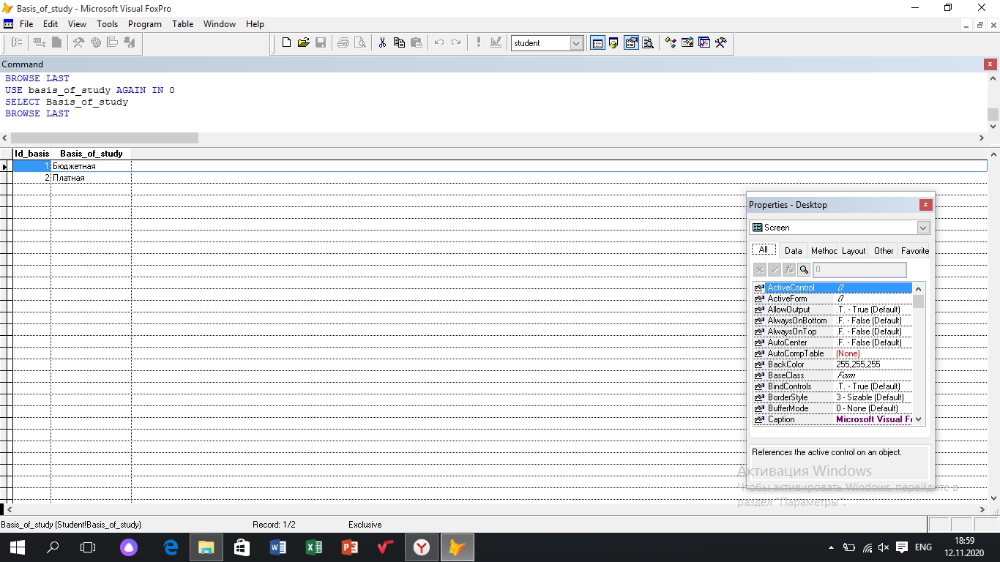 Basis_of_study - Microsoft Visual FoxPro
File Edit View Tools Program Table Window Help
student
Command
BROWSE LAST
USE basis_of_study AGAIN IN 0
SELECT Basis_of_study
BROWSE LAST
Id_basis Basis_of_study
1 Бюджетная
2 Платная
Properties - Desktop
Screen
All Data Methoc Layout Other Favorite
0
ActiveControl 0
ActiveForm 0
AllowOutput .T. - True (Default)
AlwaysOnBottom .F. - False (Default)
AlwaysOnTop .F. - False (Default)
AutoCenter .F. - False (Default)
AutoCompTable (None)
BackColor 255,255,255
BaseClass Form
BindControls .T. - True (Default)
BorderStyle 3 - Sizable (Default)
BufferMode 0 - None (Default)
Caption Microsoft Visual F
References the active control on an object.
Активация Windows
Чтобы активировать Windows, перейдите в
раздел "Параметры".
Basis_of_study (Student!Basis_of_study) Record: 1/2 Exclusive
ENG
18:59
12.11.2020